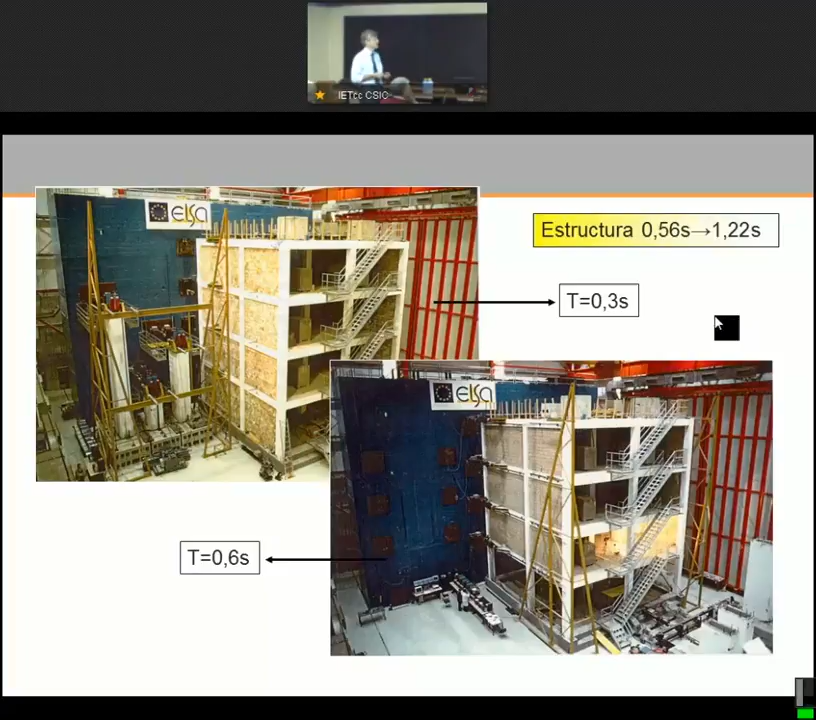 IETcc CSIC
elsa
Estructura 0,56s→1,22s
T=0,3s
elsa
T=0,6s